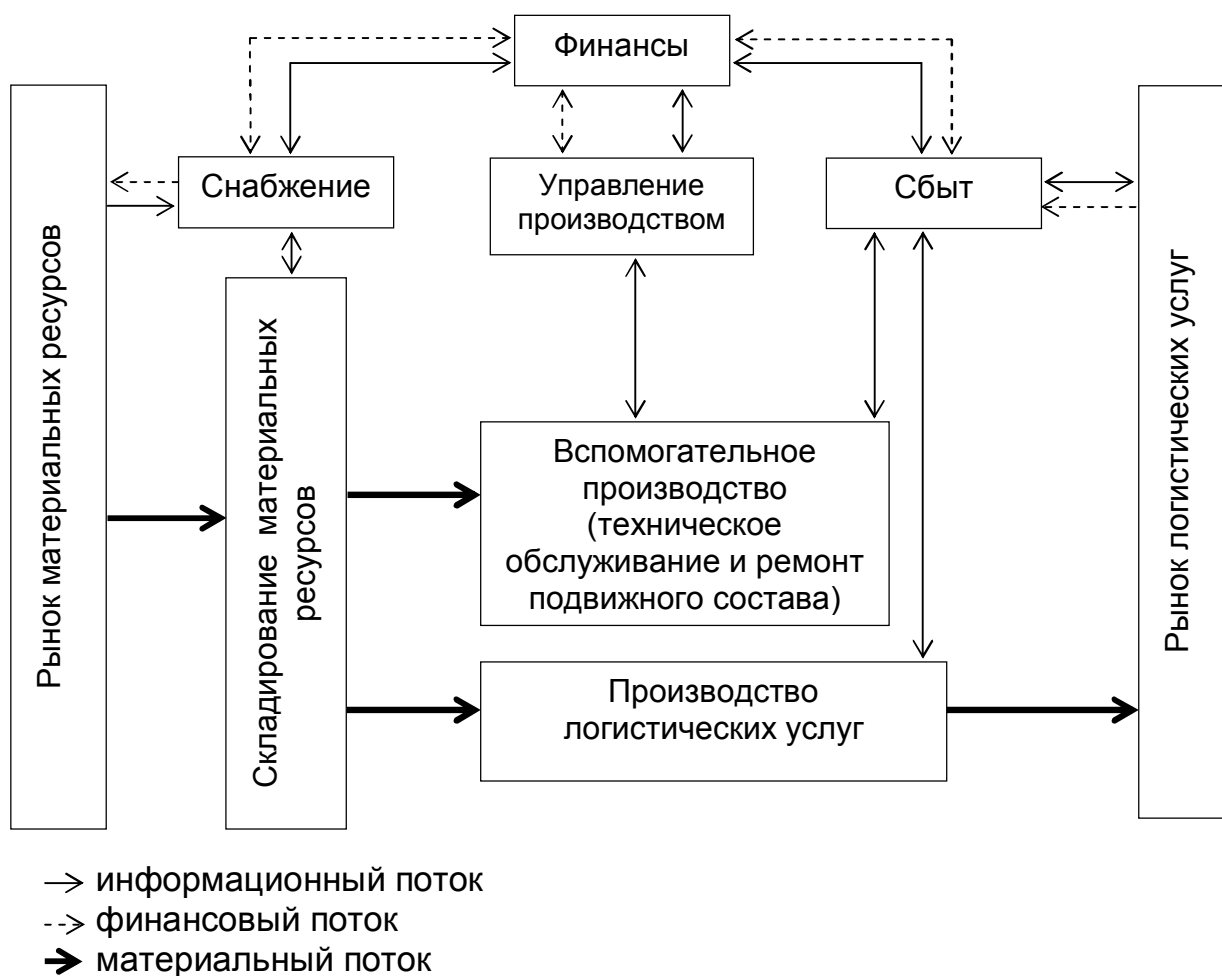 Финансы
Снабжение
Управление
производством
Сбыт
Рынок материальных ресурсов
Складирование материальных
ресурсов
Вспомогательное
производство
(техническое
обслуживание и ремонт
подвижного состава)
Производство
логистических услуг
Рынок логистических услуг
информационный поток
финансовый поток
материальный поток